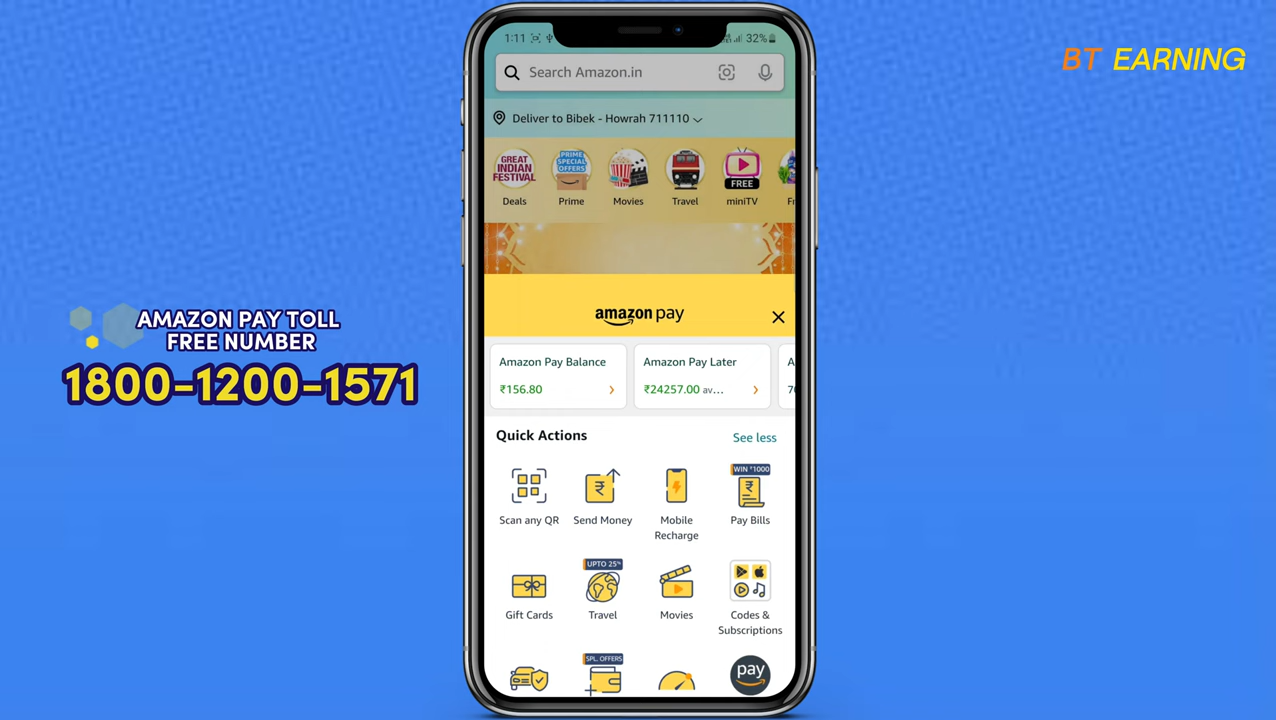 BT EARNING
AMAZON PAY TOLL
FREE NUMBER
1800-1200-1571
1:11 32%
Search Amazon.in
Deliver to Bibek - Howrah 711110
GREAT INDIAN FESTIVAL
PRIME SPECIAL OFFERS
FREE
Deals Prime Movies Travel miniTV
amazon pay
Amazon Pay Balance Amazon Pay Later A
₹156.80 ₹24257.00 av...
Quick Actions See less
WIN ₹1000
Scan any QR Send Money Mobile Recharge Pay Bills
UPTO 25%
Gift Cards Travel Movies Codes & Subscriptions
SPL. OFFERS
pay